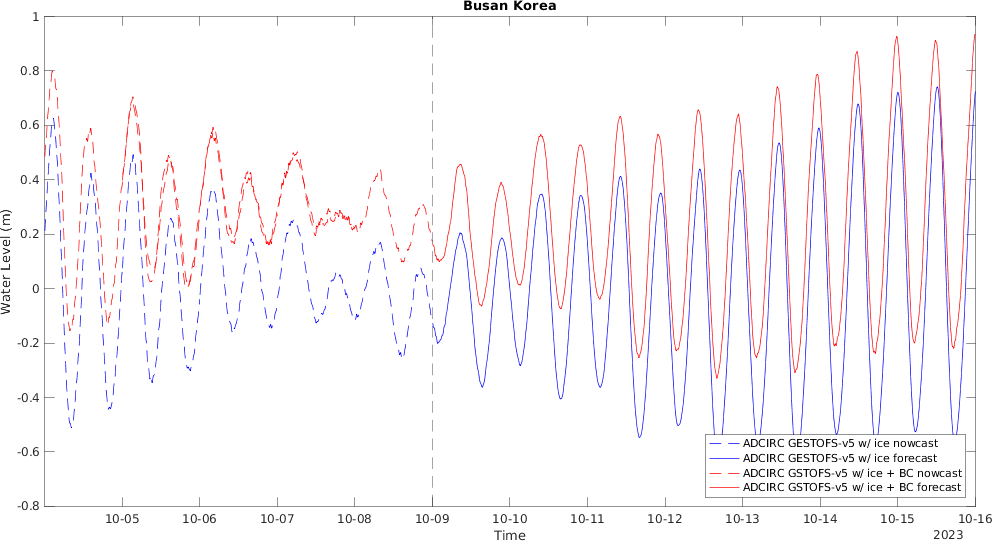 Busan Korea
Water Level (m)
1
0.8
0.6
0.4
0.2
0
-0.2
-0.4
-0.6
-0.8
ADCIRC GESTOFS-v5 w/ ice nowcast
ADCIRC GESTOFS-v5 w/ ice forecast
ADCIRC GSTOFS-v5 w/ ice + BC nowcast
ADCIRC GSTOFS-v5 w/ ice + BC forecast
10-05 10-06 10-07 10-08 10-09 10-10 10-11 10-12 10-13 10-14 10-15 10-16
Time
2023